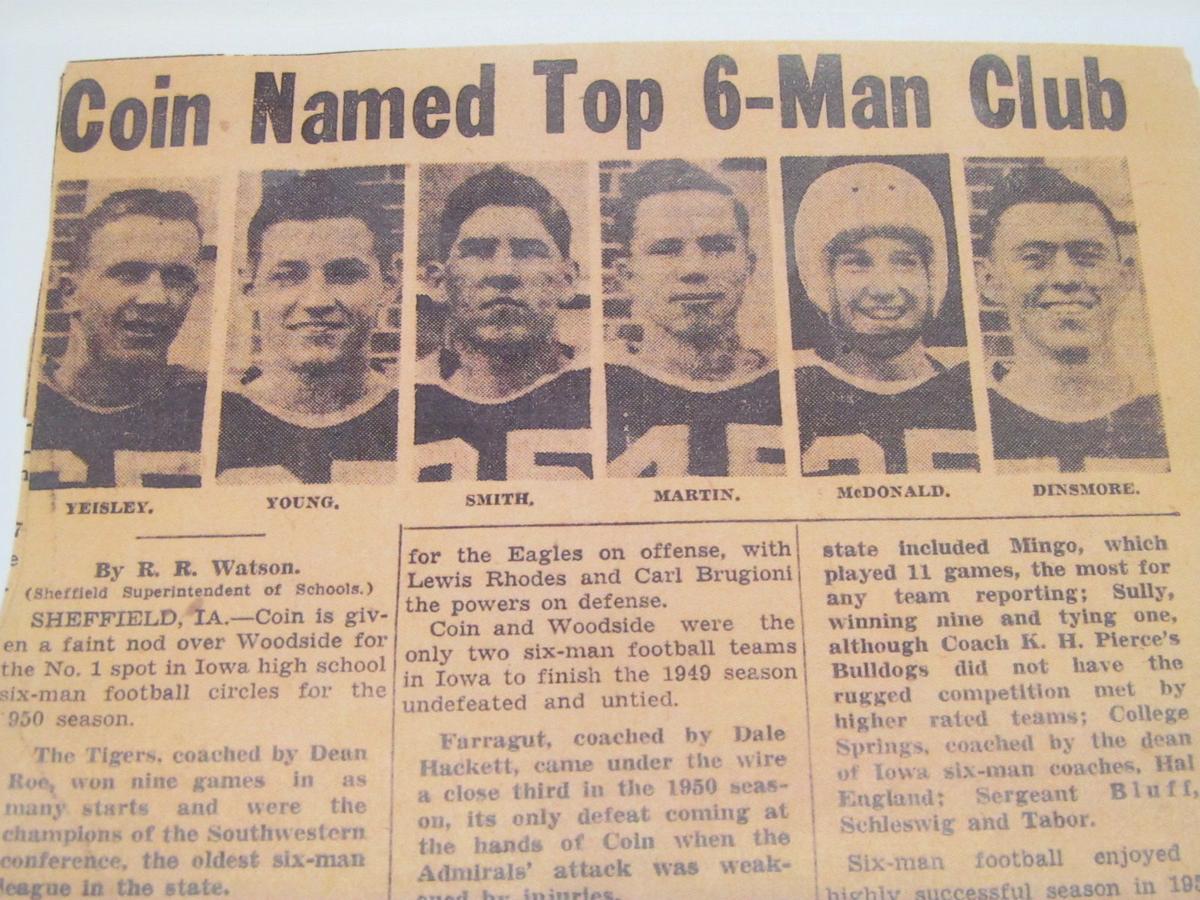 Coin Named Top 6-Man Club
YEISLEY.
YOUNG.
SMITH.
MARTIN.
McDONALD.
DINSMORE.
By R. R. Watson.
(Sheffield Superintendent of Schools.)
SHEFFIELD, IA.—Coin is giv-
en a faint nod over Woodside for
the No. 1 spot in Iowa high school
six-man football circles for the
950 season.
The Tigers, coached by Dean
Roe, won nine games in as
many starts and were the
champions of the Southwestern
conference, the oldest six-man
league in the state.
for the Eagles on offense, with
Lewis Rhodes and Carl Brugioni
the powers on defense.
Coin and Woodside were the
only two six-man football teams
in Iowa to finish the 1949 season
undefeated and untied.
Farragut, coached by Dale
Hackett, came under the wire
a close third in the 1950 seas-
on, its only defeat coming at
the hands of Coin when the
Admirals' attack was weak-
ened by injuries.
state included Mingo, which
played 11 games, the most for
any team reporting; Sully,
winning nine and tying one,
although Coach K. H. Pierce's
Bulldogs did not have the
rugged competition met by
higher rated teams; College
Springs, coached by the dean
of Iowa six-man coaches, Hal
England; Sergeant Bluff,
Schleswig and Tabor.
Six-man football enjoyed
highly successful season in 195